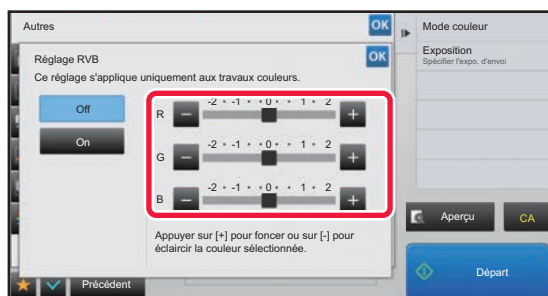 Autres
OK
Mode couleur
Exposition
Spécifier l'expo. d'envoi
Réglage RVB
OK
Ce réglage s'applique uniquement aux travaux couleurs.
Off
On
-2 • -1 • • 0 • • 1 • 2
R - +
-2 • -1 • • 0 • • 1 • 2
G - +
-2 • -1 • • 0 • • 1 • 2
B - +
Appuyer sur [+] pour foncer ou sur [-] pour
éclaircir la couleur sélectionnée.
Aperçu
CA
Précédent
Départ